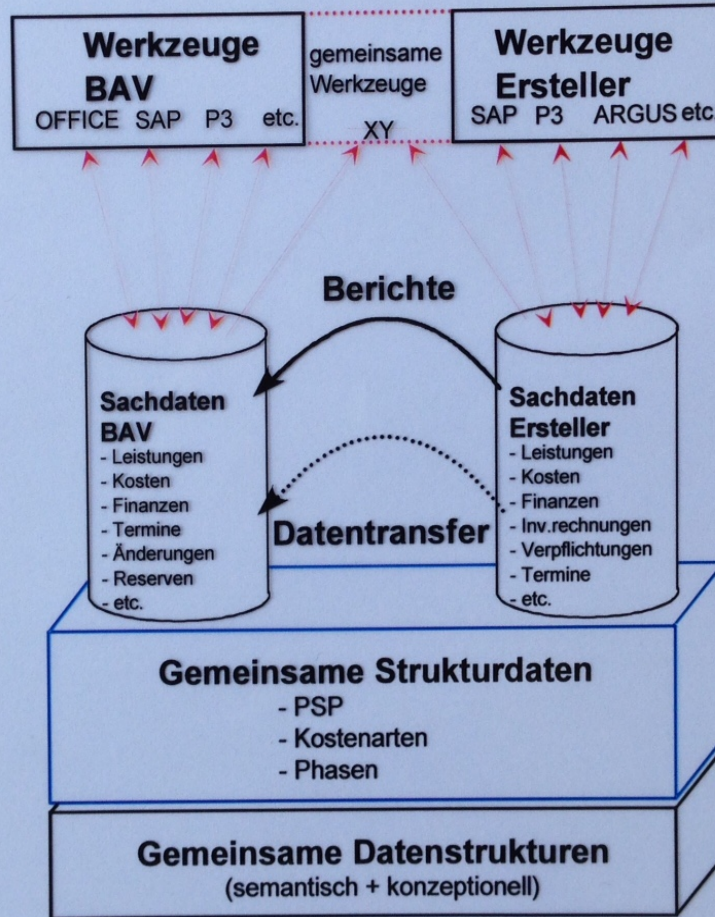 Werkzeuge
BAV
OFFICE SAP P3 etc.
gemeinsame
Werkzeuge
XY
Werkzeuge
Ersteller
SAP P3 ARGUS etc.
Berichte
Sachdaten
BAV
- Leistungen
- Kosten
- Finanzen
- Termine
- Änderungen
- Reserven
- etc.
Datentransfer
Sachdaten
Ersteller
- Leistungen
- Kosten
- Finanzen
- Inv.rechnungen
- Verpflichtungen
- Termine
- etc.
Gemeinsame Strukturdaten
- PSP
- Kostenarten
- Phasen
Gemeinsame Datenstrukturen
(semantisch + konzeptionell)